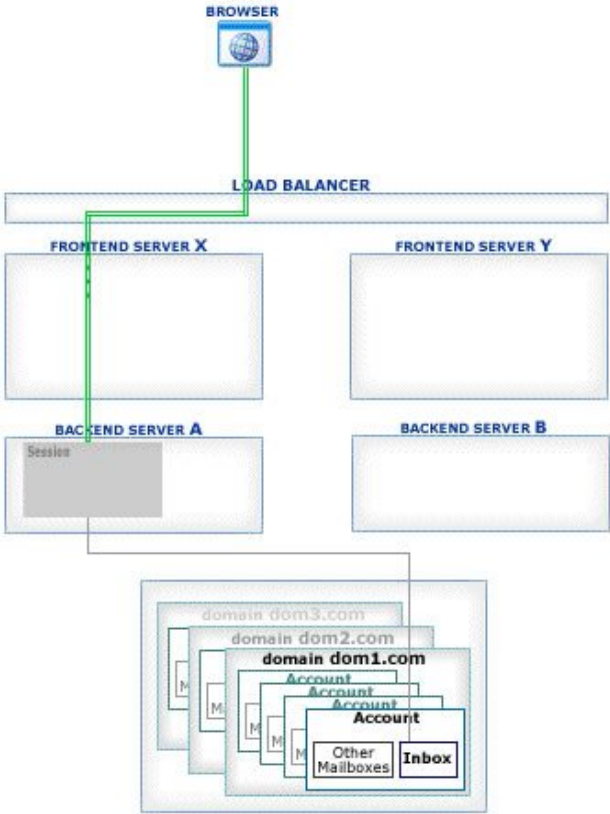 BROWSER
LOAD BALANCER
FRONTEND SERVER X
FRONTEND SERVER Y
BACKEND SERVER A
BACKEND SERVER B
Session
domain dom3.com
domain dom2.com
domain dom1.com
Account
Account
Account
Account
M
M
M
M
M
Other
Mailboxes
Inbox